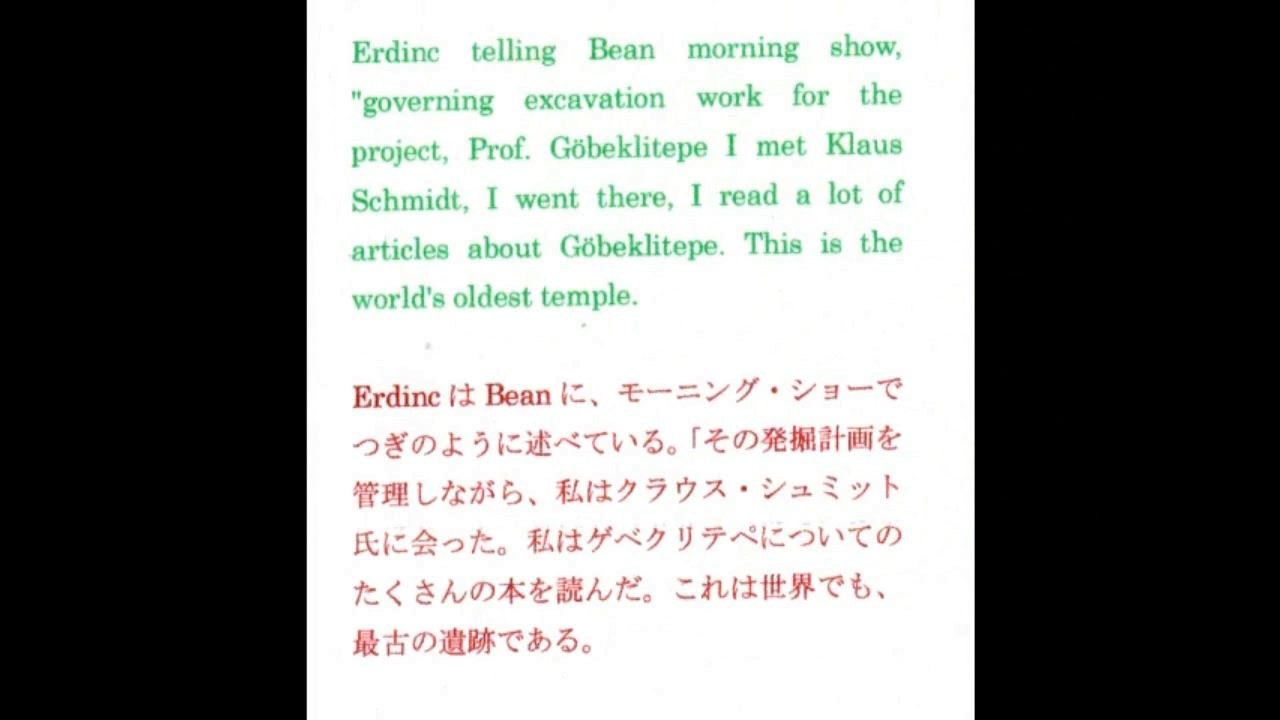 Erdinc telling Bean morning show,
"governing excavation work for the
project, Prof. Göbeklitepe I met Klaus
Schmidt, I went there, I read a lot of
articles about Göbeklitepe. This is the
world's oldest temple.
Erdinc は Bean に、モーニング・ショーで
つぎのように述べている。「その発掘計画を
管理しながら、私はクラウス・シュミット
氏に会った。私はゲベクリテペについての
たくさんの本を読んだ。これは世界でも、
最古の遺跡である。